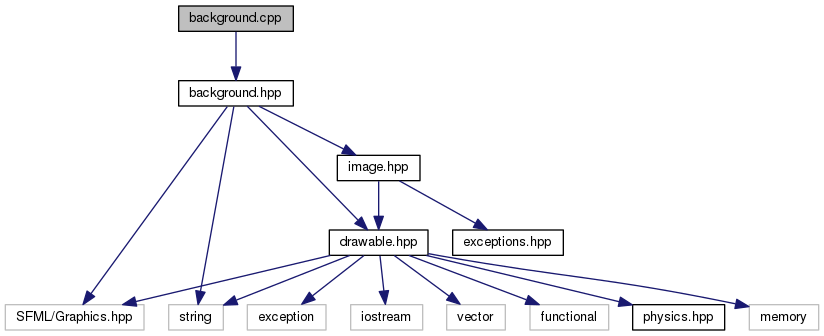 background.cpp
background.hpp
image.hpp
drawable.hpp
exceptions.hpp
SFML/Graphics.hpp
string
exception
iostream
vector
functional
physics.hpp
memory